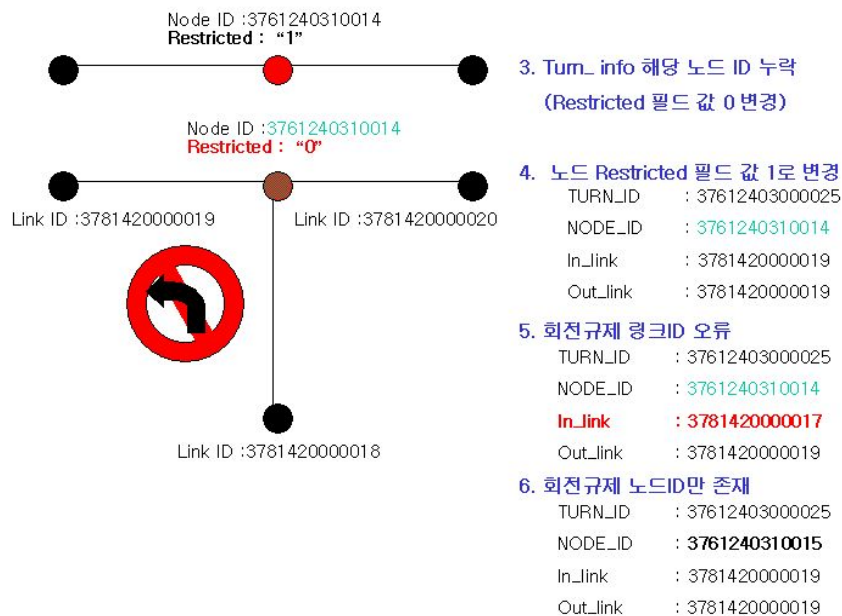 Node ID :3761240310014
Restricted : “1”
Node ID :3761240310014
Restricted : “0”
Link ID :3781420000019
Link ID :3781420000020
Link ID :3781420000018
3. Turn_ info 해당 노드 ID 누락
(Restricted 필드 값 0 변경)
4. 노드 Restricted 필드 값 1로 변경
TURN_ID : 37612403000025
NODE_ID : 3761240310014
In_link : 3781420000019
Out_link : 3781420000019
5. 회전규제 링크ID 오류
TURN_ID : 37612403000025
NODE_ID : 3761240310014
In_link : 3781420000017
Out_link : 3781420000019
6. 회전규제 노드ID만 존재
TURN_ID : 37612403000025
NODE_ID : 3761240310015
In_link : 3781420000019
Out_link : 3781420000019